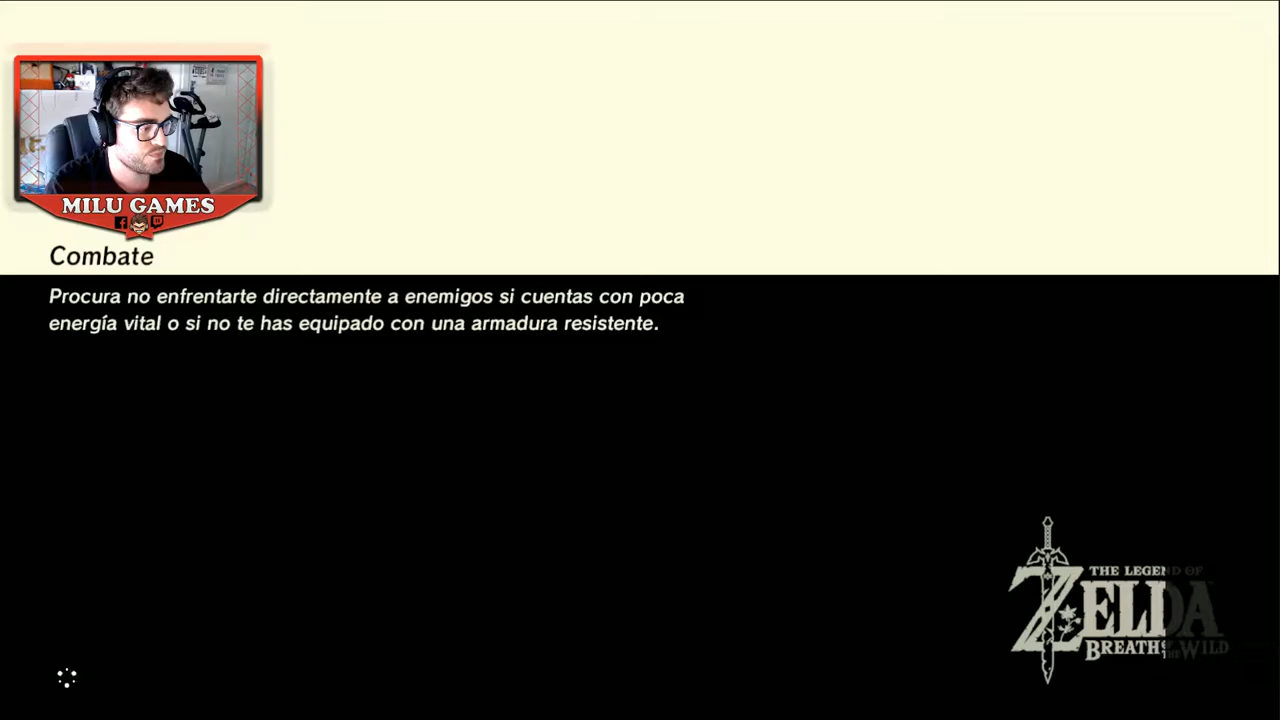 MILU GAMES
Combate
Procura no enfrentarte directamente a enemigos si cuentas con poca
energía vital o si no te has equipado con una armadura resistente.
THE LEGEND OF
ZELDA
BREATH OF THE WILD